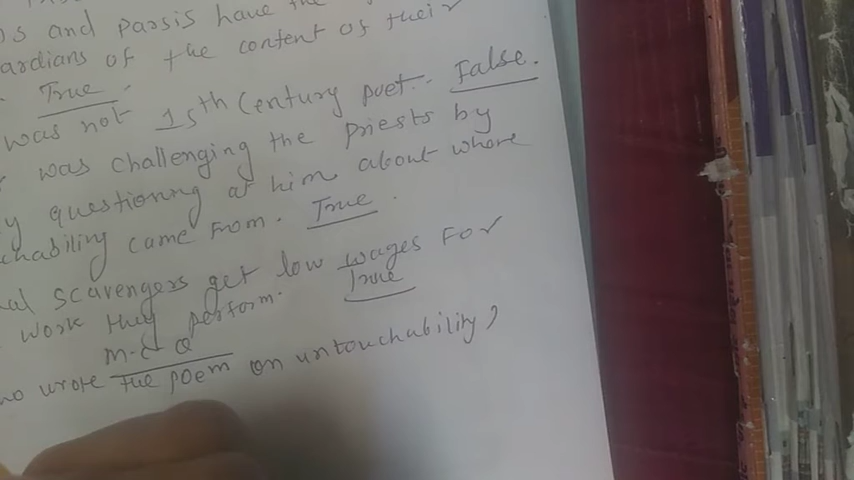 and Parsis have the
ardians of the content of their
True.
was not 15th Century poet. False.
was challenging the Priests by
questioning at him about where
chability came from. True.
al scavengers get low wages For
work they perform. True
M.C Q
wrote the poem on untouchability,